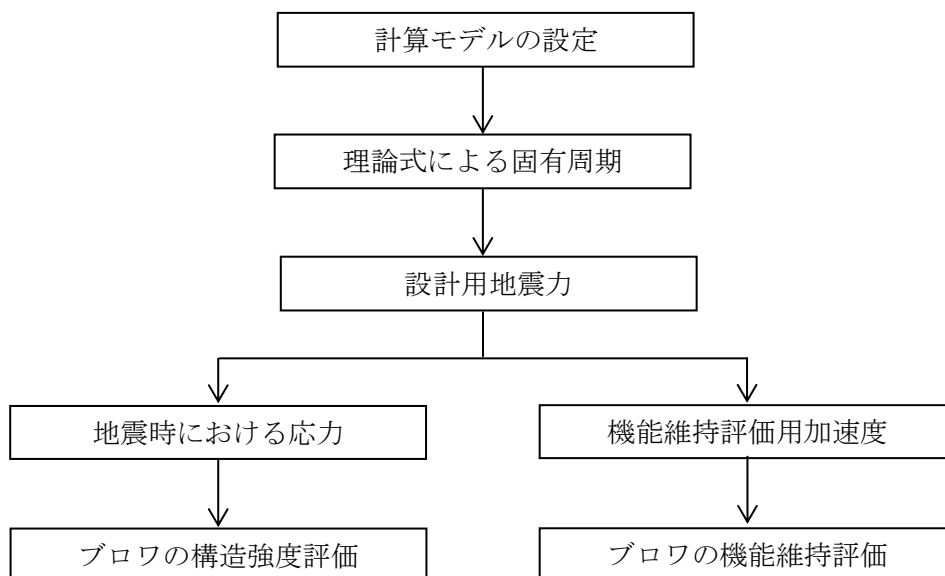 計算モデルの設定
理論式による固有周期
設計用地震力
地震時における応力
機能維持評価用加速度
ブロワの構造強度評価
ブロワの機能維持評価